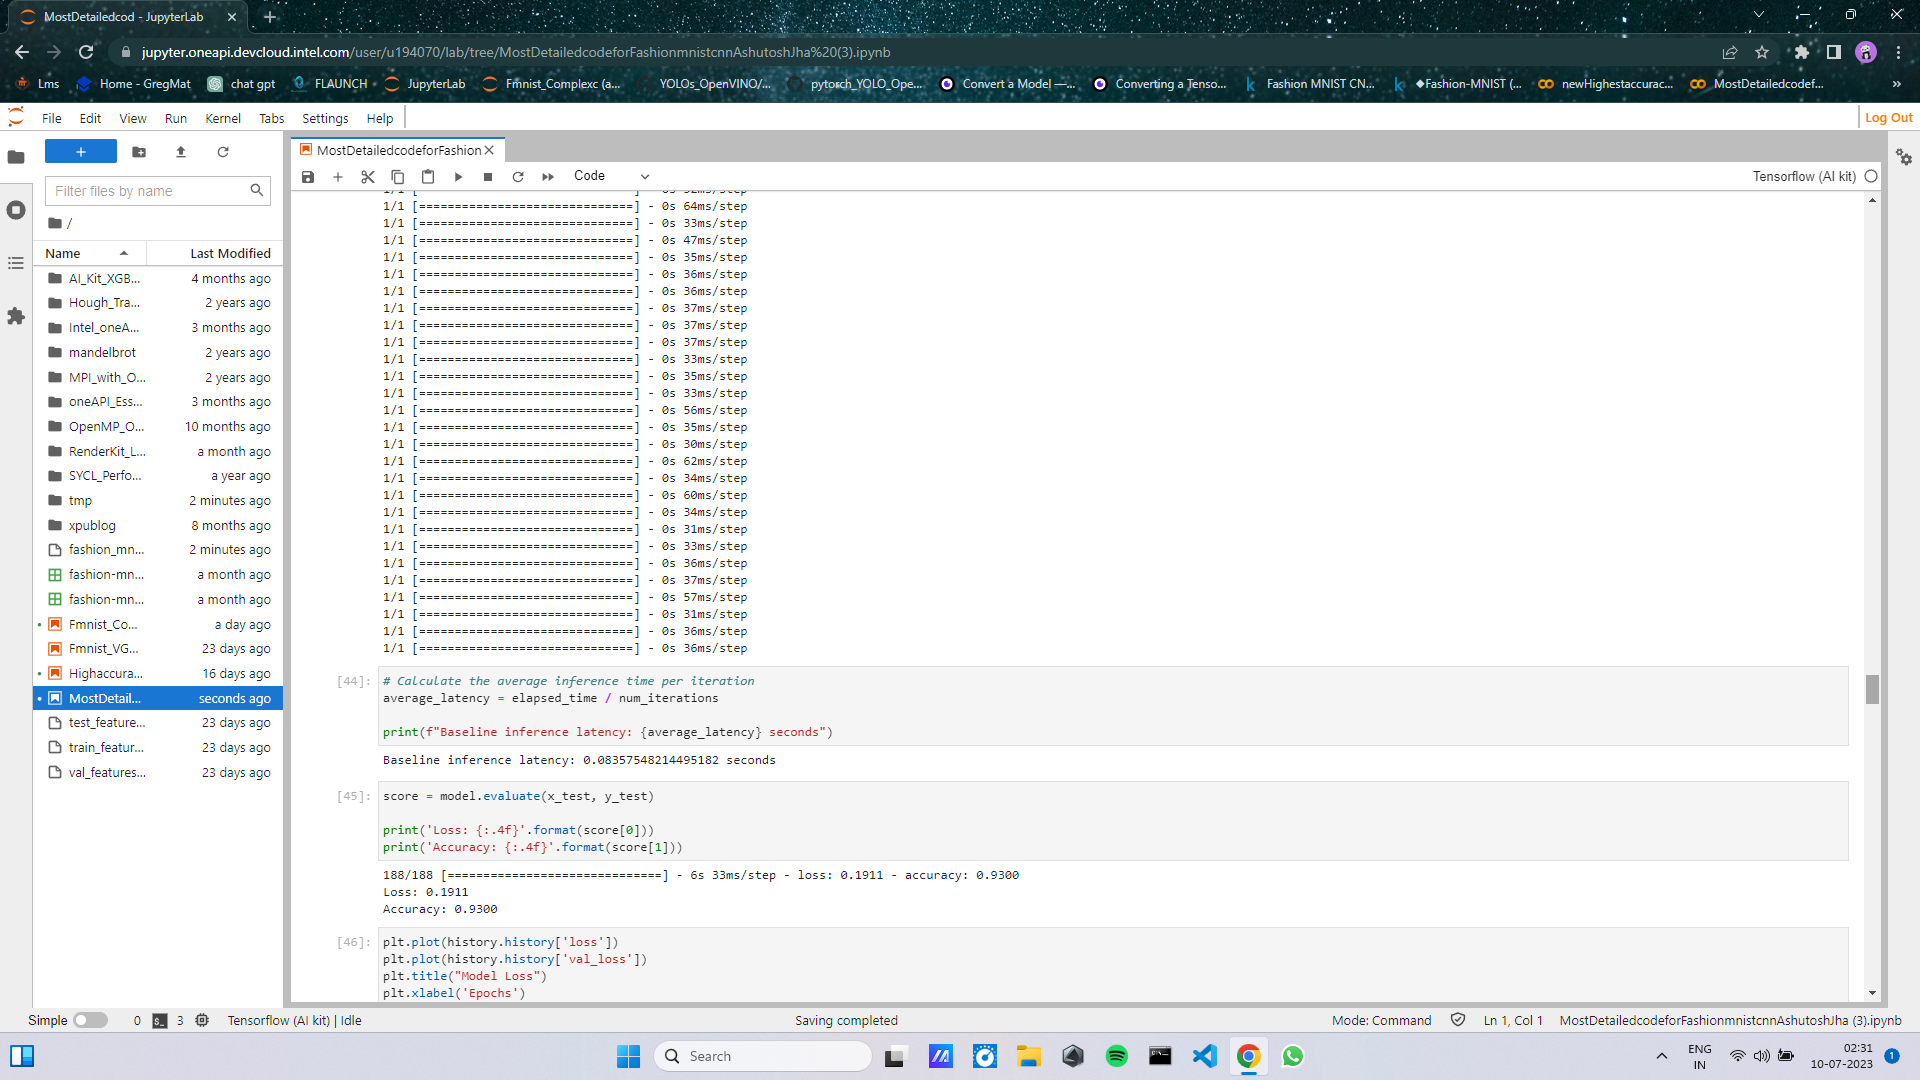 MostDetailedcod - JupyterLab
jupyter.oneapi.devcloud.intel.com/user/u194070/lab/tree/MostDetailedcodeforFashionmnistcnnAshutoshJha%20(3).ipynb
Lms
Home - GregMat
chat gpt
FLAUNCH
JupyterLab
Fmnist_Complexc (a...
YOLOs_OpenVINO/...
pytorch_YOLO_Ope...
Convert a Model —...
Converting a Tenso...
Fashion MNIST CN...
◆Fashion-MNIST (...
newHighestaccurac...
MostDetailedcodef...
»
File Edit View Run Kernel Tabs Settings Help
Log Out
MostDetailedcodeforFashion
Code
Tensorflow (AI kit)
Filter files by name
/
Name Last Modified
AI_Kit_XGB... 4 months ago
Hough_Tra... 2 years ago
Intel_oneA... 3 months ago
mandelbrot 2 years ago
MPI_with_O... 2 years ago
oneAPI_Ess... 3 months ago
OpenMP_O... 10 months ago
RenderKit_L... a month ago
SYCL_Perfo... a year ago
tmp 2 minutes ago
xpublog 8 months ago
fashion_mn... 2 minutes ago
fashion-mn... a month ago
fashion-mn... a month ago
Fmnist_Co... a day ago
Fmnist_VG... 23 days ago
Highaccura... 16 days ago
MostDetail... seconds ago
test_feature... 23 days ago
train_featur... 23 days ago
val_features... 23 days ago
1/1 [==============================] - 0s 64ms/step
1/1 [==============================] - 0s 33ms/step
1/1 [==============================] - 0s 47ms/step
1/1 [==============================] - 0s 35ms/step
1/1 [==============================] - 0s 36ms/step
1/1 [==============================] - 0s 36ms/step
1/1 [==============================] - 0s 37ms/step
1/1 [==============================] - 0s 37ms/step
1/1 [==============================] - 0s 37ms/step
1/1 [==============================] - 0s 33ms/step
1/1 [==============================] - 0s 35ms/step
1/1 [==============================] - 0s 33ms/step
1/1 [==============================] - 0s 56ms/step
1/1 [==============================] - 0s 35ms/step
1/1 [==============================] - 0s 30ms/step
1/1 [==============================] - 0s 62ms/step
1/1 [==============================] - 0s 34ms/step
1/1 [==============================] - 0s 60ms/step
1/1 [==============================] - 0s 34ms/step
1/1 [==============================] - 0s 31ms/step
1/1 [==============================] - 0s 33ms/step
1/1 [==============================] - 0s 36ms/step
1/1 [==============================] - 0s 37ms/step
1/1 [==============================] - 0s 57ms/step
1/1 [==============================] - 0s 31ms/step
1/1 [==============================] - 0s 36ms/step
1/1 [==============================] - 0s 36ms/step
[44]: # Calculate the average inference time per iteration
average_latency = elapsed_time / num_iterations
print(f"Baseline inference latency: {average_latency} seconds")
Baseline inference latency: 0.08357548214495182 seconds
[45]: score = model.evaluate(x_test, y_test)
print('Loss: {:.4f}'.format(score[0]))
print('Accuracy: {:.4f}'.format(score[1]))
188/188 [==============================] - 6s 33ms/step - loss: 0.1911 - accuracy: 0.9300
Loss: 0.1911
Accuracy: 0.9300
[46]: plt.plot(history.history['loss'])
plt.plot(history.history['val_loss'])
plt.title("Model Loss")
plt.xlabel('Epochs')
Simple 0 3 Tensorflow (AI kit) | Idle
Saving completed
Mode: Command
Ln 1, Col 1 MostDetailedcodeforFashionmnistcnnAshutoshJha (3).ipynb
Search
ENG
IN
02:31
10-07-2023
1